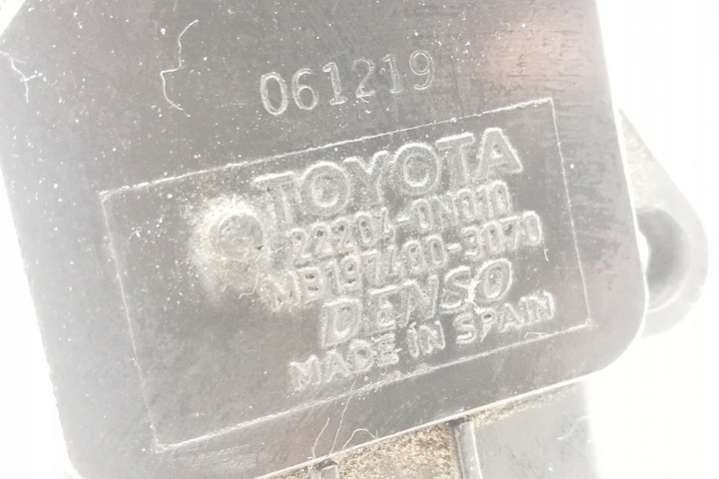 061219
TOYOTA
22204-0N010
MB197400-3070
DENSO
MADE IN SPAIN